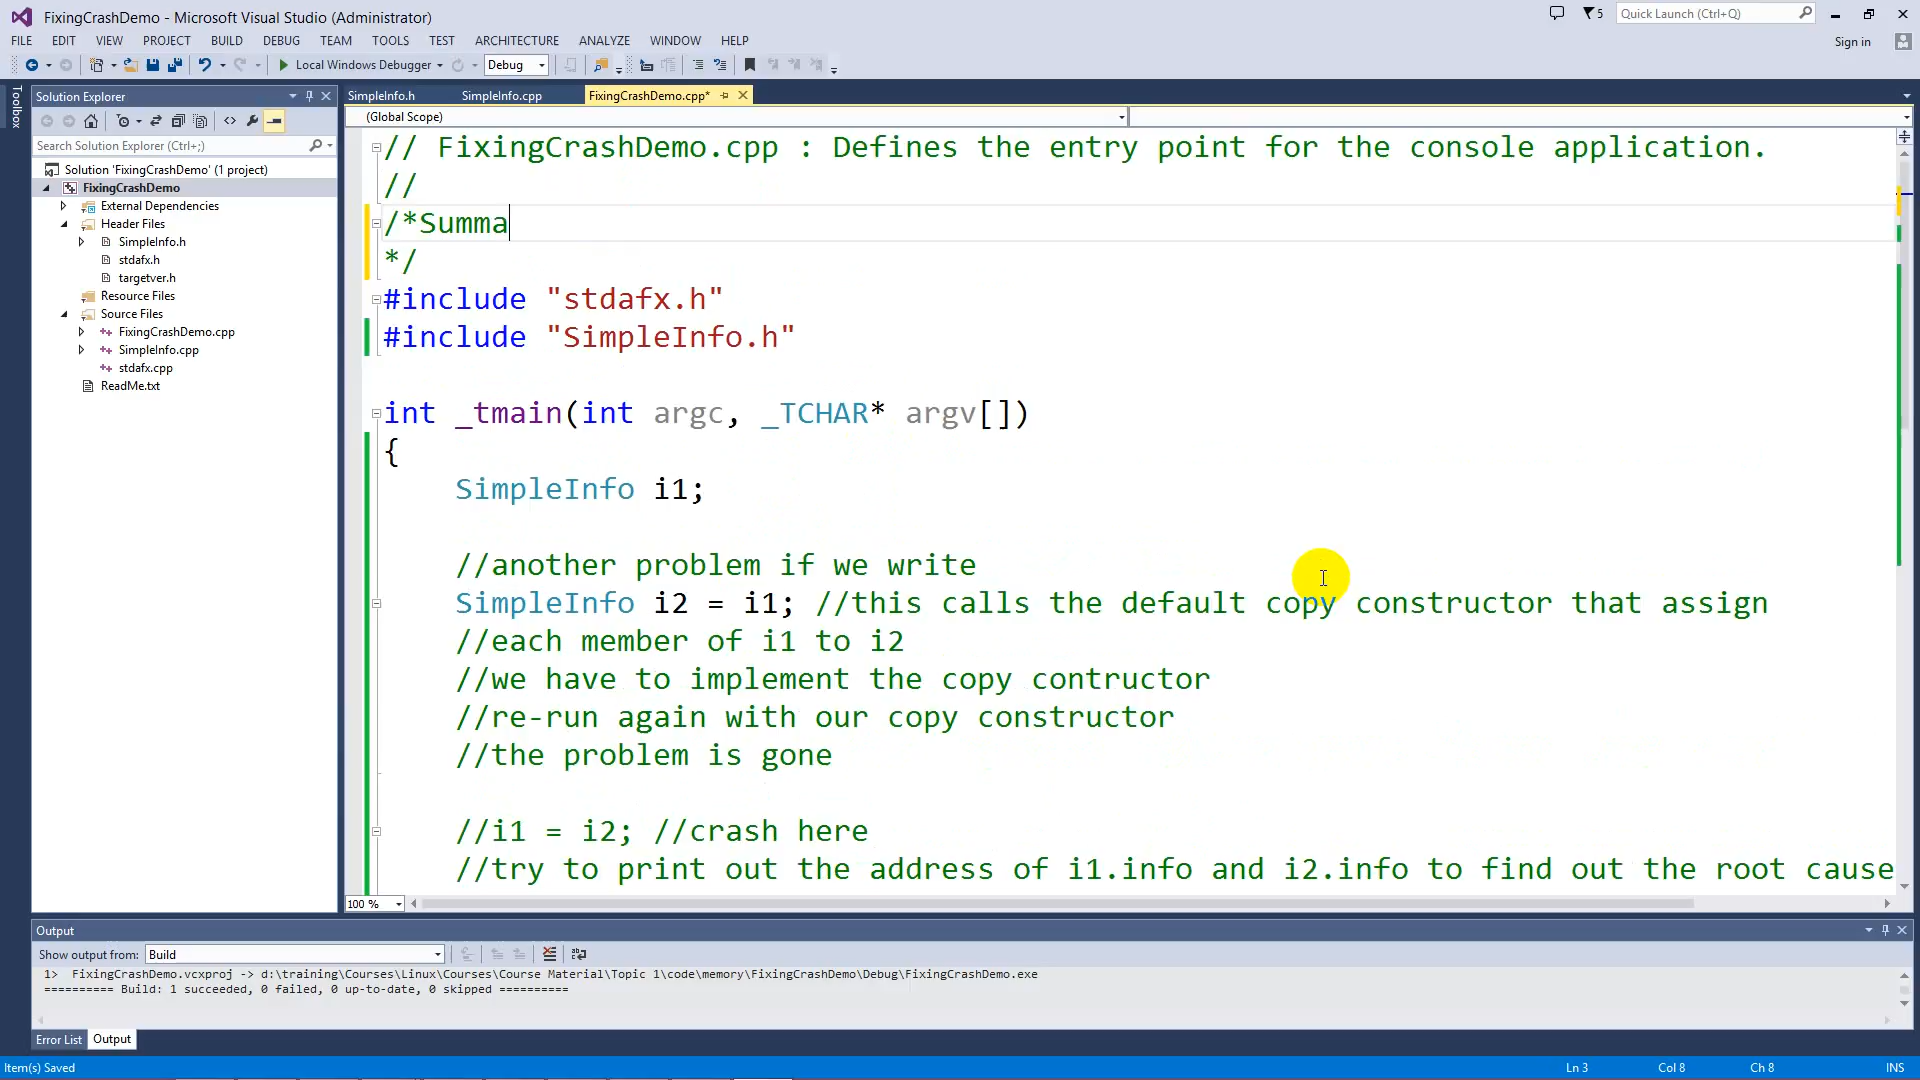 FixingCrashDemo - Microsoft Visual Studio (Administrator)
5
Quick Launch (Ctrl+Q)
FILE EDIT VIEW PROJECT BUILD DEBUG TEAM TOOLS TEST ARCHITECTURE ANALYZE WINDOW HELP
Sign in
Local Windows Debugger
Debug
Toolbox
Solution Explorer
Search Solution Explorer (Ctrl+;)
Solution 'FixingCrashDemo' (1 project)
FixingCrashDemo
External Dependencies
Header Files
SimpleInfo.h
stdafx.h
targetver.h
Resource Files
Source Files
FixingCrashDemo.cpp
SimpleInfo.cpp
stdafx.cpp
ReadMe.txt
SimpleInfo.h SimpleInfo.cpp FixingCrashDemo.cpp*
(Global Scope)
// FixingCrashDemo.cpp : Defines the entry point for the console application.
//
/*Summa
*/
#include "stdafx.h"
#include "SimpleInfo.h"
int _tmain(int argc, _TCHAR* argv[])
{
SimpleInfo i1;
//another problem if we write
SimpleInfo i2 = i1; //this calls the default copy constructor that assign
//each member of i1 to i2
//we have to implement the copy contructor
//re-run again with our copy constructor
//the problem is gone
//i1 = i2; //crash here
//try to print out the address of i1.info and i2.info to find out the root cause
100 %
Output
Show output from: Build
1> FixingCrashDemo.vcxproj -> d:\training\Courses\Linux\Courses\Course Material\Topic 1\code\memory\FixingCrashDemo\Debug\FixingCrashDemo.exe
========== Build: 1 succeeded, 0 failed, 0 up-to-date, 0 skipped ==========
Error List Output
Item(s) Saved
Ln 3 Col 8 Ch 8 INS